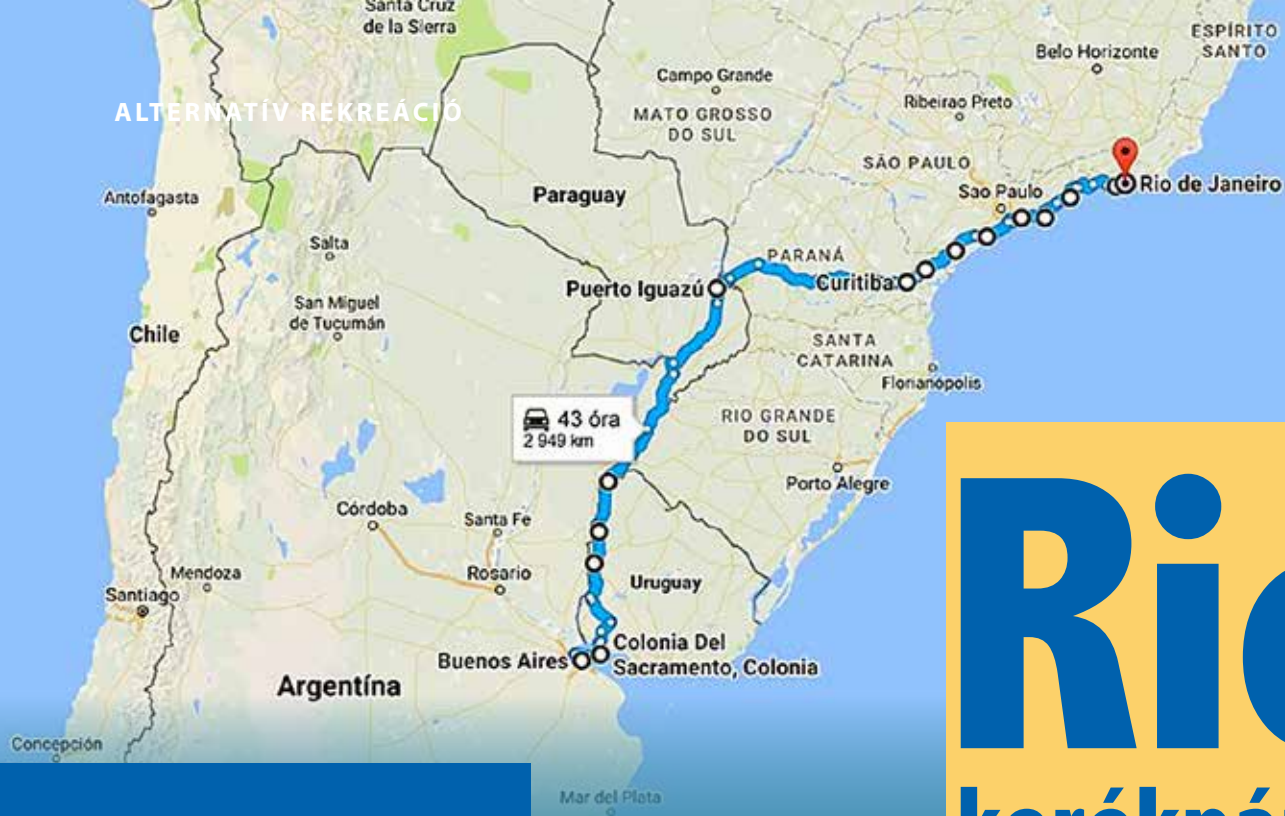 Santa Cruz
de la Sierra
ESPÍRITO
SANTO
Belo Horizonte
Campo Grande
ALTERNATÍV REKREÁCIÓ
MATO GROSSO
DO SUL
Ribeirao Preto
SÃO PAULO
Sao Paulo
Rio de Janeiro
Antofagasta
Paraguay
Salta
PARANÁ
Puerto Iguazú
Curitiba
San Miguel
de Tucumán
Chile
SANTA
CATARINA
Florianópolis
43 óra
2 949 km
RIO GRANDE
DO SUL
Porto Alegre
Córdoba
Santa Fe
Mendoza
Rosario
Uruguay
Santiago
Colonia Del
Sacramento, Colonia
Buenos Aires
Argentína
Concepción
Mar del Plata